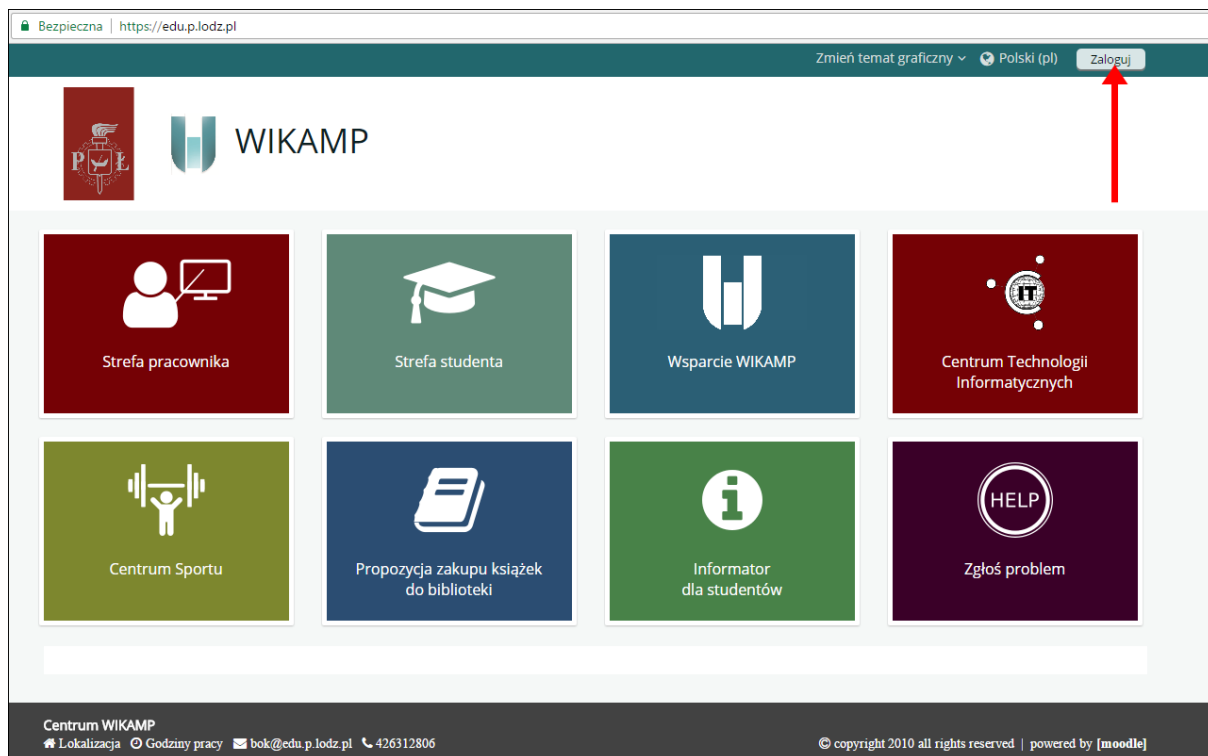 Bezpieczna | https://edu.p.lodz.pl
Zmień temat graficzny Polski (pl) Zaloguj
P Ł
WIKAMP
IT
Strefa pracownika
Strefa studenta
Wsparcie WIKAMP
Centrum Technologii
Informatycznych
HELP
Centrum Sportu
Propozycja zakupu książek
do biblioteki
Informator
dla studentów
Zgłoś problem
Centrum WIKAMP
Lokalizacja Godziny pracy bok@edu.p.lodz.pl 426312806
© copyright 2010 all rights reserved | powered by [moodle]